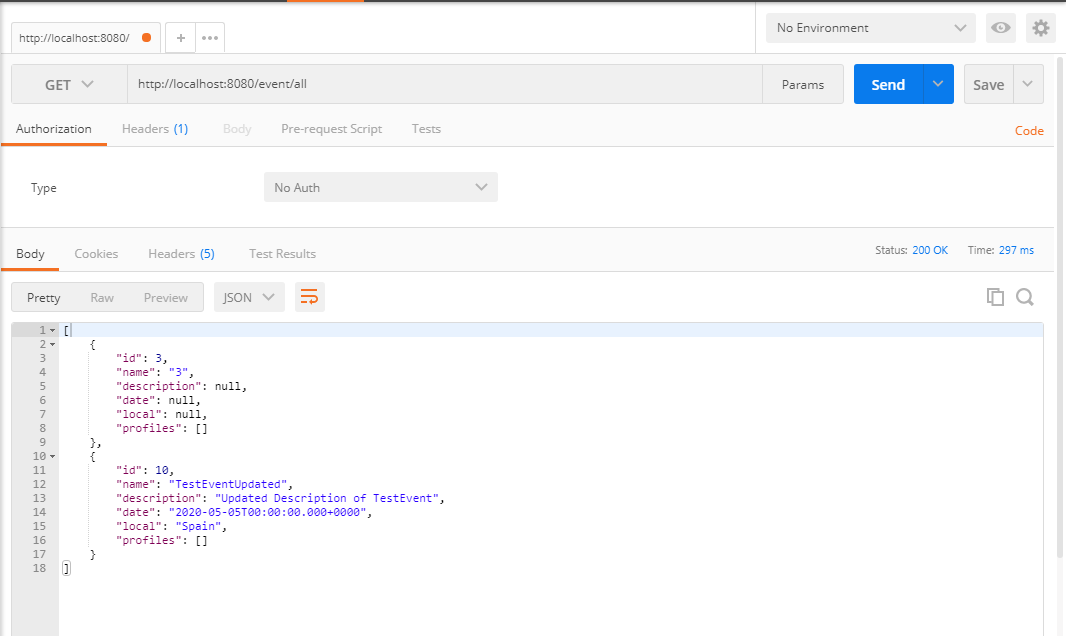 http://localhost:8080/ + ••• No Environment
GET http://localhost:8080/event/all Params Send Save
Authorization Headers (1) Body Pre-request Script Tests Code
Type No Auth
Body Cookies Headers (5) Test Results Status: 200 OK Time: 297 ms
Pretty Raw Preview JSON
1 [
2 {
3 "id": 3,
4 "name": "3",
5 "description": null,
6 "date": null,
7 "local": null,
8 "profiles": []
9 },
10 {
11 "id": 10,
12 "name": "TestEventUpdated",
13 "description": "Updated Description of TestEvent",
14 "date": "2020-05-05T00:00:00.000+0000",
15 "local": "Spain",
16 "profiles": []
17 }
18 ]